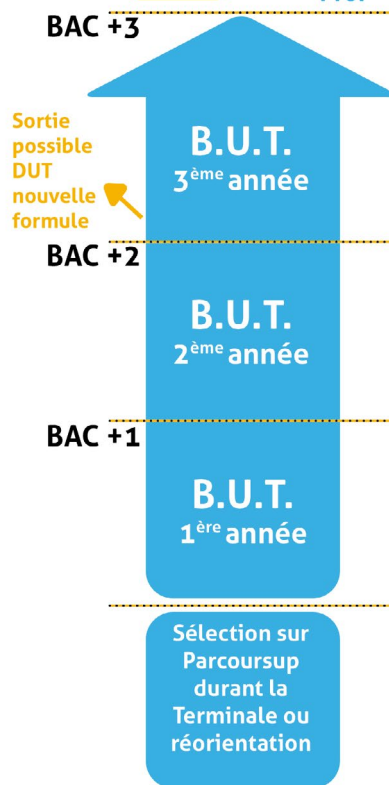 BAC +3
Sortie
possible
DUT
nouvelle
formule
B.U.T.
3ème année
BAC +2
B.U.T.
2ème année
BAC +1
B.U.T.
1ère année
Sélection sur
Parcoursup
durant la
Terminale ou
réorientation